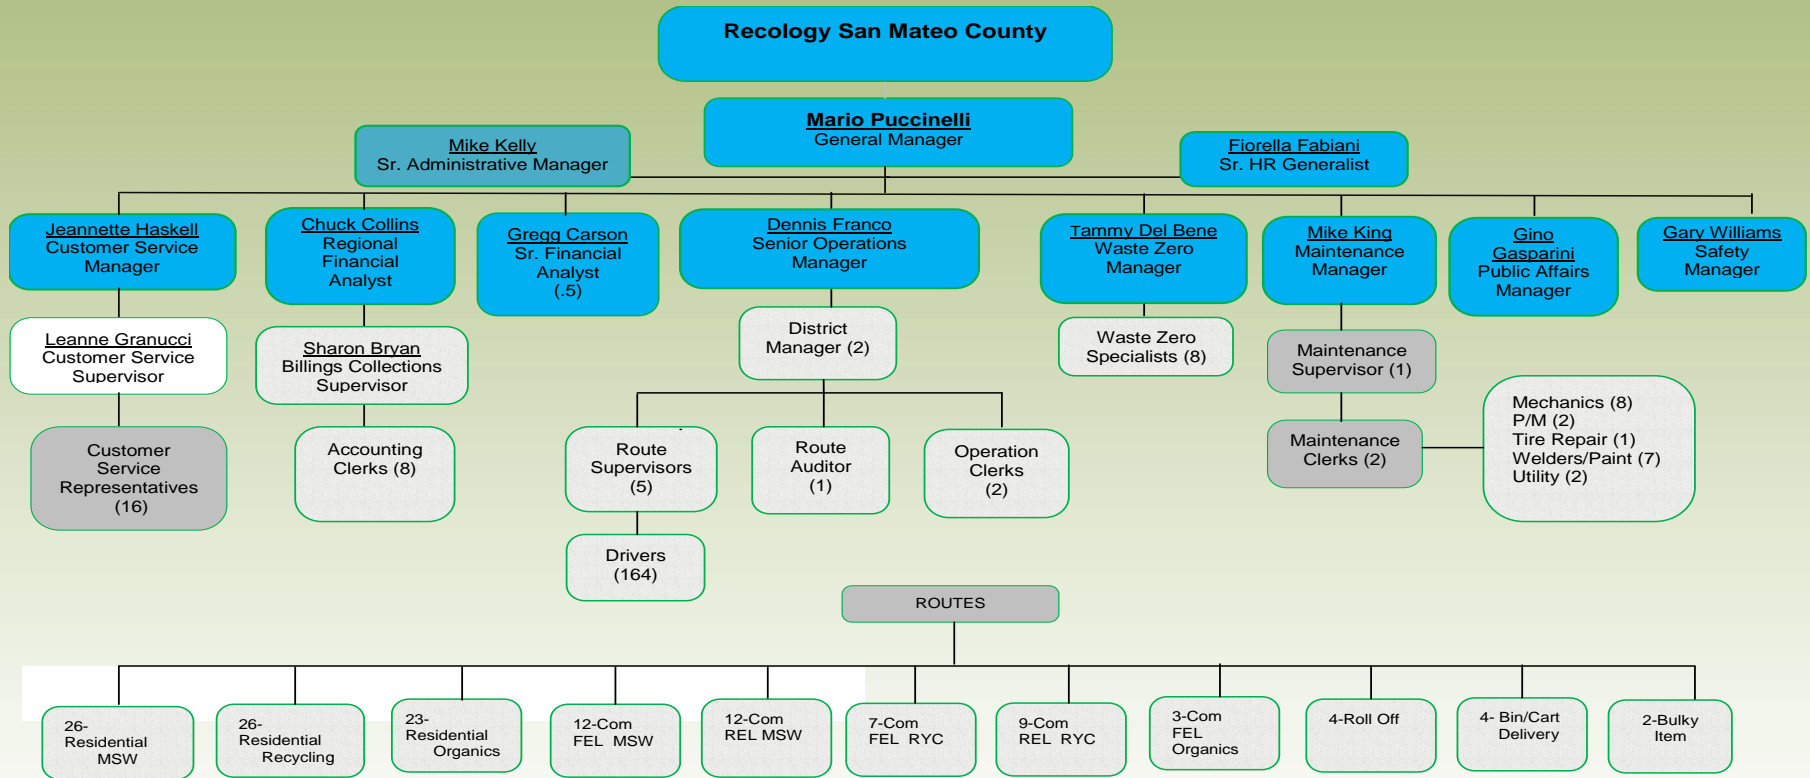 Recology San Mateo County
Mario Puccinelli
General Manager
Mike Kelly
Sr. Administrative Manager
Fiorella Fabiani
Sr. HR Generalist
Jeannette Haskell
Customer Service
Manager
Chuck Collins
Regional
Financial
Analyst
Gregg Carson
Sr. Financial
Analyst
(.5)
Dennis Franco
Senior Operations
Manager
Tammy Del Bene
Waste Zero
Manager
Mike King
Maintenance
Manager
Gino
Gasparini
Public Affairs
Manager
Gary Williams
Safety
Manager
Leanne Granucci
Customer Service
Supervisor
Sharon Bryan
Billings Collections
Supervisor
District
Manager (2)
Waste Zero
Specialists (8)
Maintenance
Supervisor (1)
Customer
Service
Representatives
(16)
Accounting
Clerks (8)
Route
Supervisors
(5)
Route
Auditor
(1)
Operation
Clerks
(2)
Maintenance
Clerks (2)
Mechanics (8)
P/M (2)
Tire Repair (1)
Welders/Paint (7)
Utility (2)
Drivers
(164)
ROUTES
26-
Residential
MSW
26-
Residential
Recycling
23-
Residential
Organics
12-Com
FEL MSW
12-Com
REL MSW
7-Com
FEL RYC
9-Com
REL RYC
3-Com
FEL
Organics
4-Roll Off
4- Bin/Cart
Delivery
2-Bulky
Item